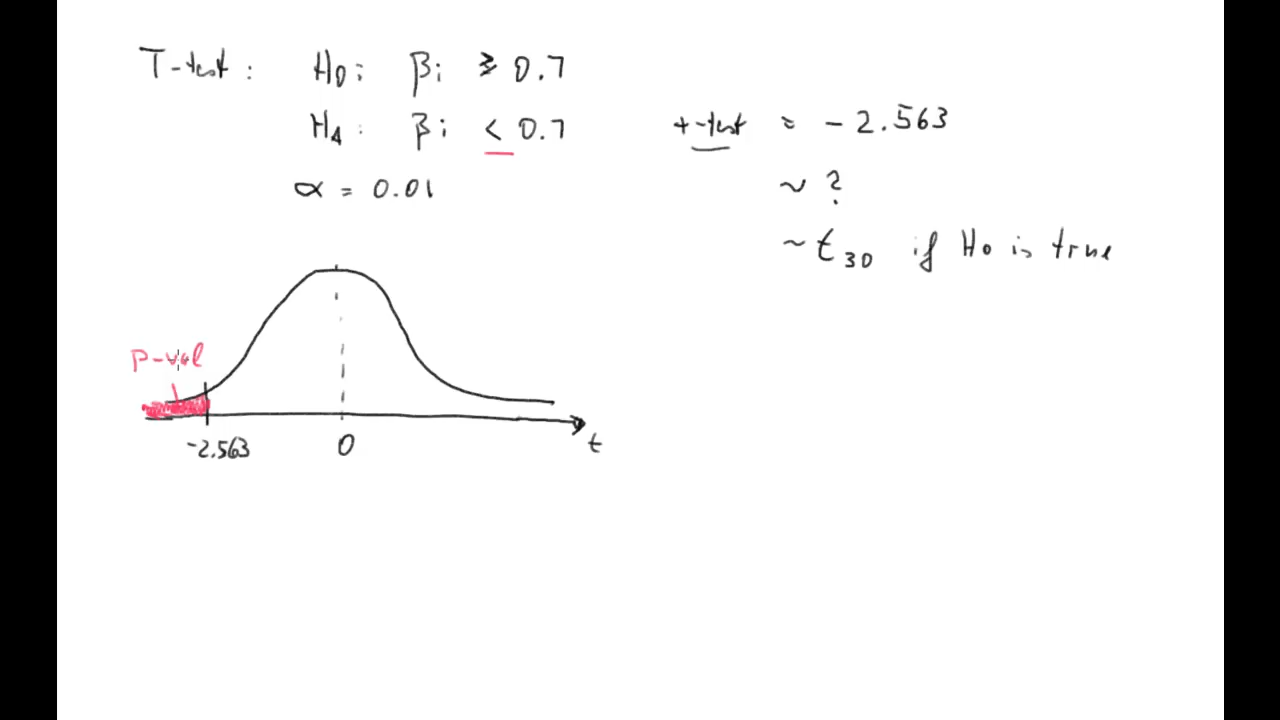 T-test: H0: βi ≥ 0.7
HA: βi < 0.7
α = 0.01
t-test = -2.563
~ ?
~ t30 if H0 is true
P-val
-2.563
0
t